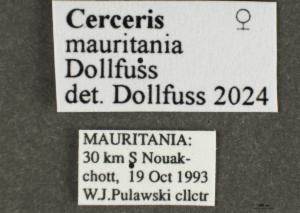 Cerceris ♀
mauritania
Dollfuss
det. Dollfuss 2024
MAURITANIA:
30 km S Nouak-
chott, 19 Oct 1993
W.J.Pulawski cllctr